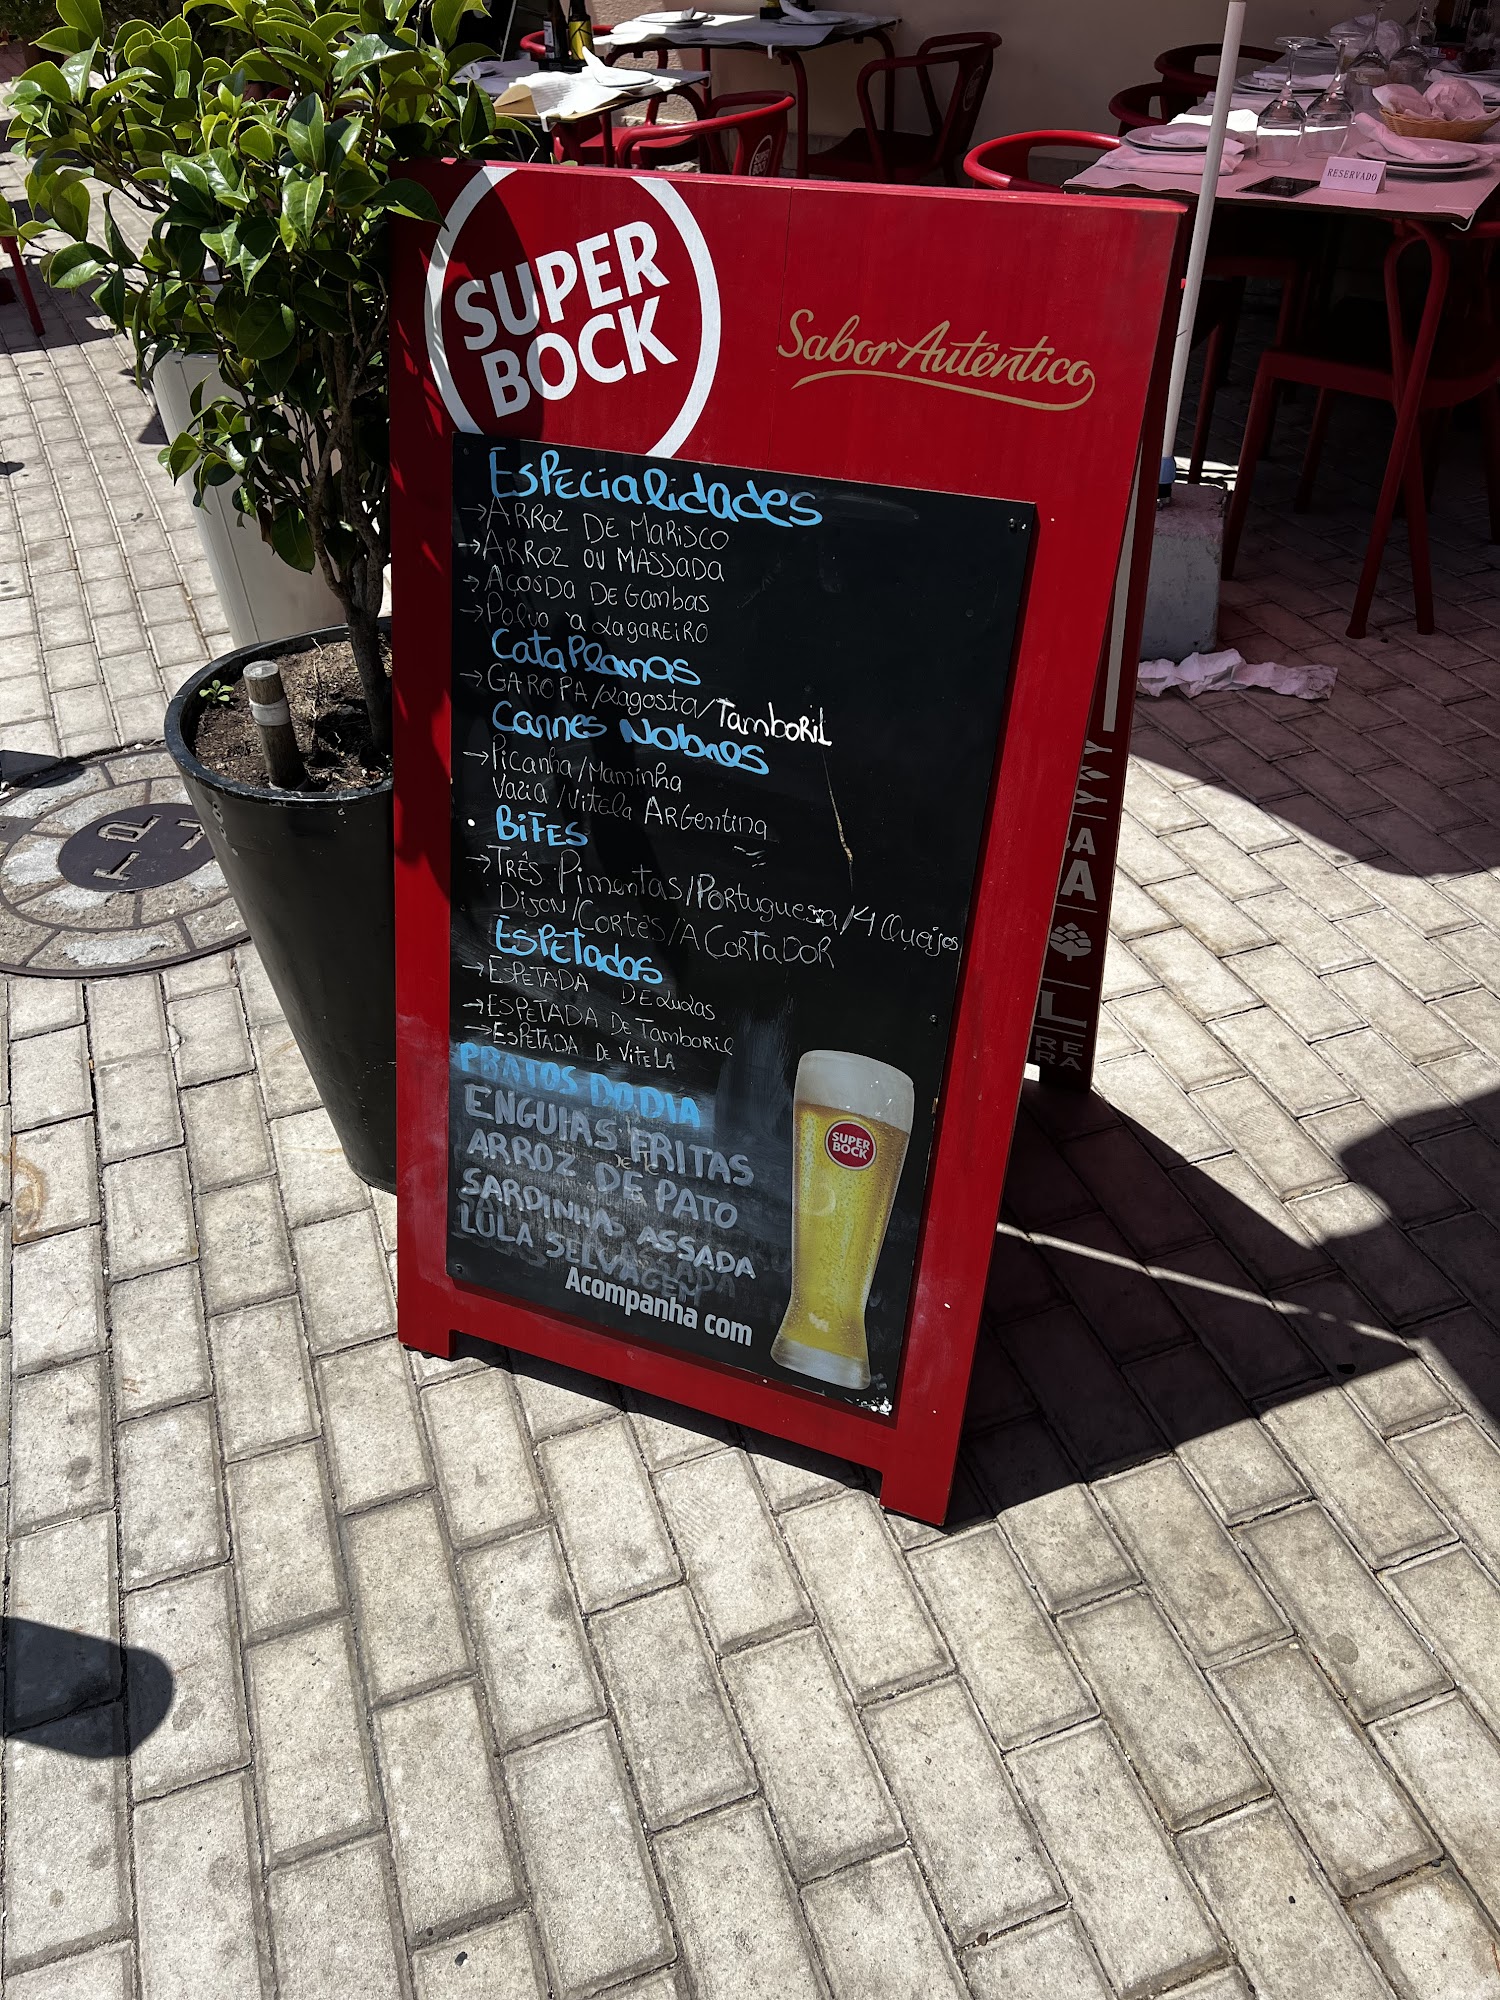 SUPER
BOCK
Sabor Autêntico
RESERVADO
Especialidades
→ ARROZ DE MARISCO
→ ARROZ OU MASSADA
→ AÇOSDA DE GAMBAS
→ Polvo à LAGAREIRO
Cataplanas
→ GAROPA/Lagosta/TAMBORIL
Carnes Nobres
→ Picanha/Maminha
Vazia/Vitela ARGENTINA
• BIFES
→ TRÊS Pimentas/Portuguesa/4 Queijos
DIJON/CORTÊS/A CORTADOR
ESPETADAS
→ ESPETADA DE LULAS
→ ESPETADA DE TAMBORIL
→ ESPETADA DE VITELA
PRATOS DO DIA
ENGUIAS FRITAS
ARROZ DE PATO
SARDINHAS ASSADA
LULA SELVAGEM
Acompanha com
SUPER
BOCK